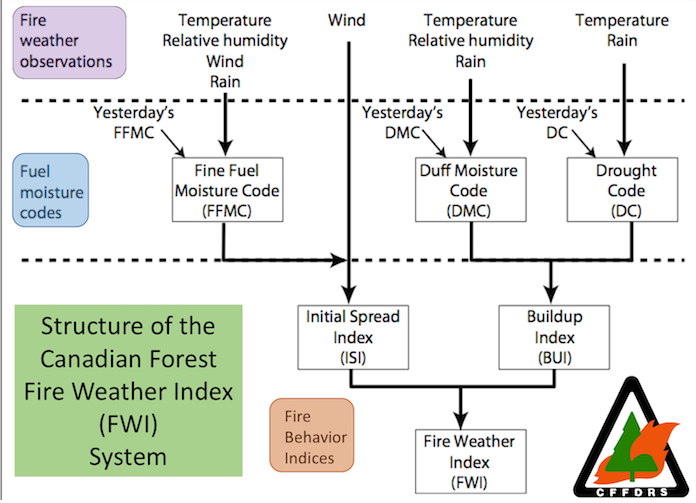 Fire
weather
observations
Temperature
Relative humidity
Wind
Rain
Wind
Temperature
Relative humidity
Rain
Temperature
Rain
Yesterday's
FFMC
Yesterday's
DMC
Yesterday's
DC
Fuel
moisture
codes
Fine Fuel
Moisture Code
(FFMC)
Duff Moisture
Code
(DMC)
Drought
Code
(DC)
Structure of the
Canadian Forest
Fire Weather Index
(FWI)
System
Initial Spread
Index
(ISI)
Buildup
Index
(BUI)
Fire
Behavior
Indices
Fire Weather
Index
(FWI)
CFFDRS